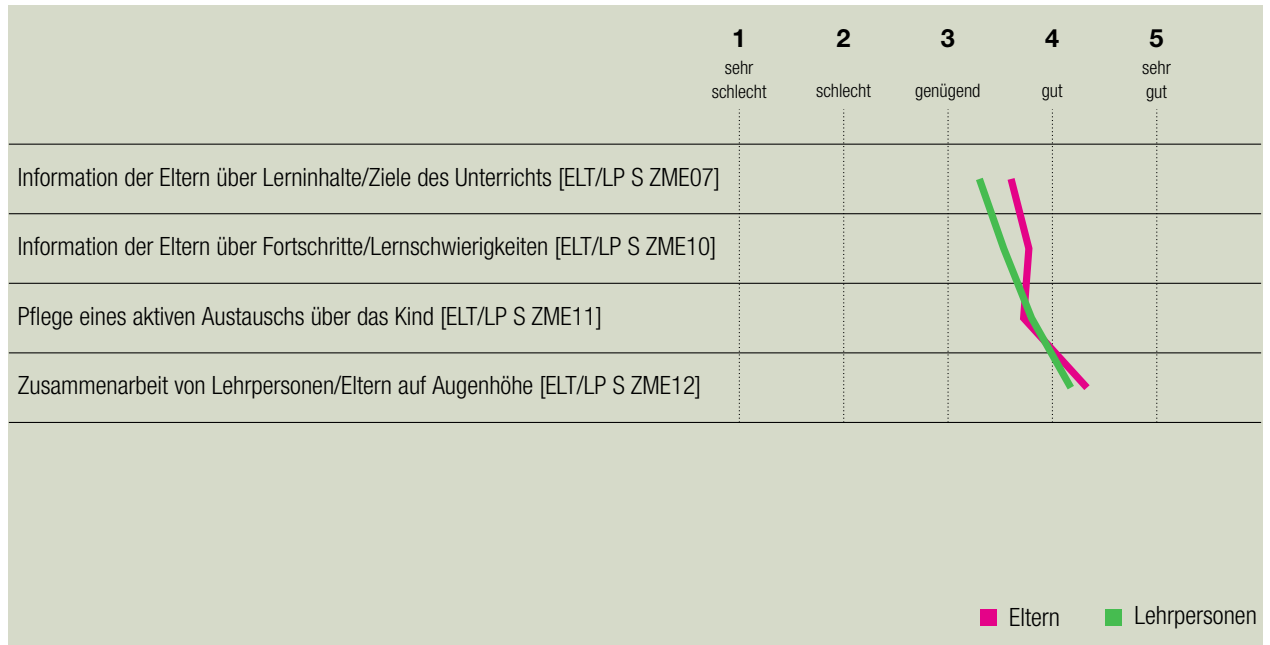 1 2 3 4 5
sehr schlecht schlecht genügend gut sehr gut
Information der Eltern über Lerninhalte/Ziele des Unterrichts [ELT/LP S ZME07]
Information der Eltern über Fortschritte/Lernschwierigkeiten [ELT/LP S ZME10]
Pflege eines aktiven Austauschs über das Kind [ELT/LP S ZME11]
Zusammenarbeit von Lehrpersonen/Eltern auf Augenhöhe [ELT/LP S ZME12]
Eltern Lehrpersonen